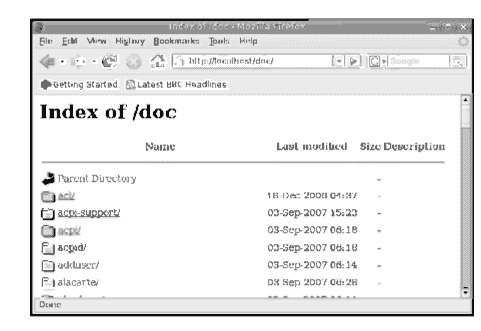 Index of /doc - Mozilla Firefox
File Edit View History Bookmarks Tools Help
http://localhost/doc/ Google
Getting Started Latest BBC Headlines
Index of /doc
Name Last modified Size Description
Parent Directory -
acl/ 18-Dec-2008 04:37 -
acpi-support/ 03-Sep-2007 15:23 -
acpi/ 03-Sep-2007 06:18 -
acpid/ 03-Sep-2007 06:18 -
adduser/ 03-Sep-2007 06:14 -
alacarte/ 03-Sep-2007 06:28 -
Done